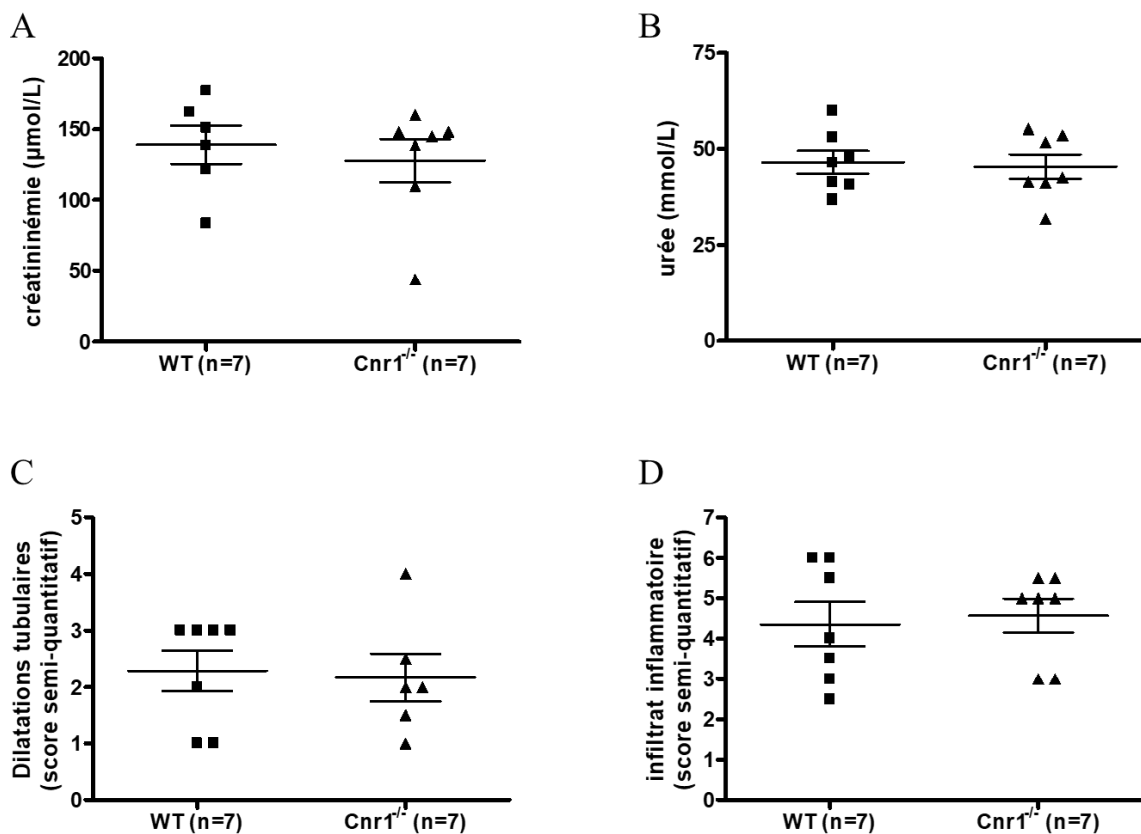 A
créatininémie (µmol/L)
200
150
100
50
0
WT (n=7)
Cnr1-/- (n=7)
B
urée (mmol/L)
75
50
25
0
WT (n=7)
Cnr1-/- (n=7)
C
Dilatations tubulaires
(score semi-quantitatif)
5
4
3
2
1
0
WT (n=7)
Cnr1-/- (n=7)
D
infiltrat inflammatoire
(score semi-quantitatif)
7
6
5
4
3
2
1
0
WT (n=7)
Cnr1-/- (n=7)